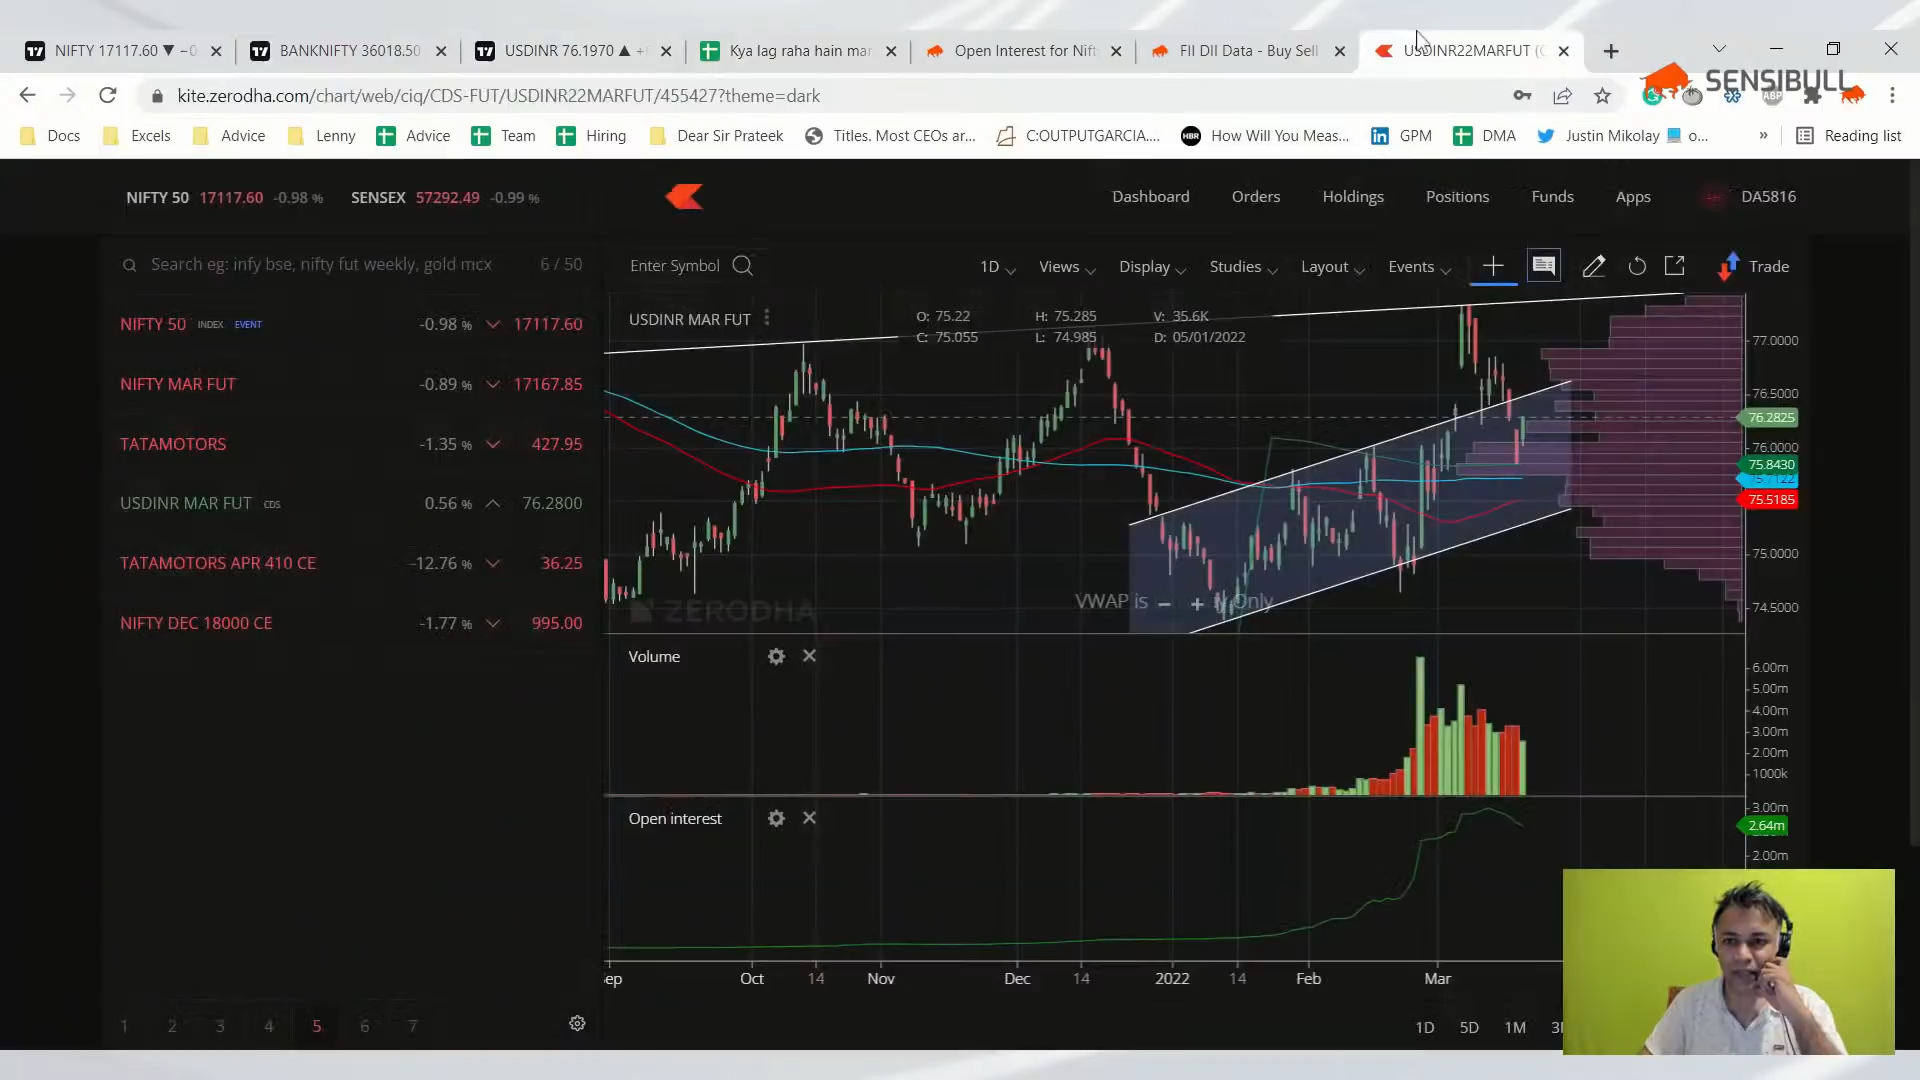 NIFTY 17117.60 ▼ −0
BANKNIFTY 36018.50
USDINR 76.1970 ▲ +
Kya lag raha hain mar
Open Interest for Nift
FII DII Data - Buy Sell
USDINR22MARFUT (C
SENSIBULL
kite.zerodha.com/chart/web/ciq/CDS-FUT/USDINR22MARFUT/455427?theme=dark
ABP
Docs
Excels
Advice
Lenny
Advice
Team
Hiring
Dear Sir Prateek
Titles. Most CEOs ar...
C:OUTPUTGARCIA....
HBR
How Will You Meas...
GPM
DMA
Justin Mikolay 💻 o...
»
Reading list
NIFTY 50 17117.60 -0.98 %
SENSEX 57292.49 -0.99 %
Dashboard
Orders
Holdings
Positions
Funds
Apps
DA5816
Search eg: infy bse, nifty fut weekly, gold mcx
6 / 50
Enter Symbol
1D
Views
Display
Studies
Layout
Events
Trade
NIFTY 50 INDEX EVENT -0.98 % 17117.60
NIFTY MAR FUT -0.89 % 17167.85
TATAMOTORS -1.35 % 427.95
USDINR MAR FUT CDS 0.56 % 76.2800
TATAMOTORS APR 410 CE -12.76 % 36.25
NIFTY DEC 18000 CE -1.77 % 995.00
USDINR MAR FUT
O: 75.22 H: 75.285 V: 35.6K
C: 75.055 L: 74.985 D: 05/01/2022
77.0000
76.5000
76.2825
76.0000
75.8430
75.7122
75.5185
75.0000
74.5000
ZERODHA
VWAP is
y Only
Volume
6.00m
5.00m
4.00m
3.00m
2.00m
1000k
Open interest
3.00m
2.64m
2.00m
ep
Oct
14
Nov
Dec
14
2022
14
Feb
Mar
1 2 3 4 5 6 7
1D
5D
1M
3